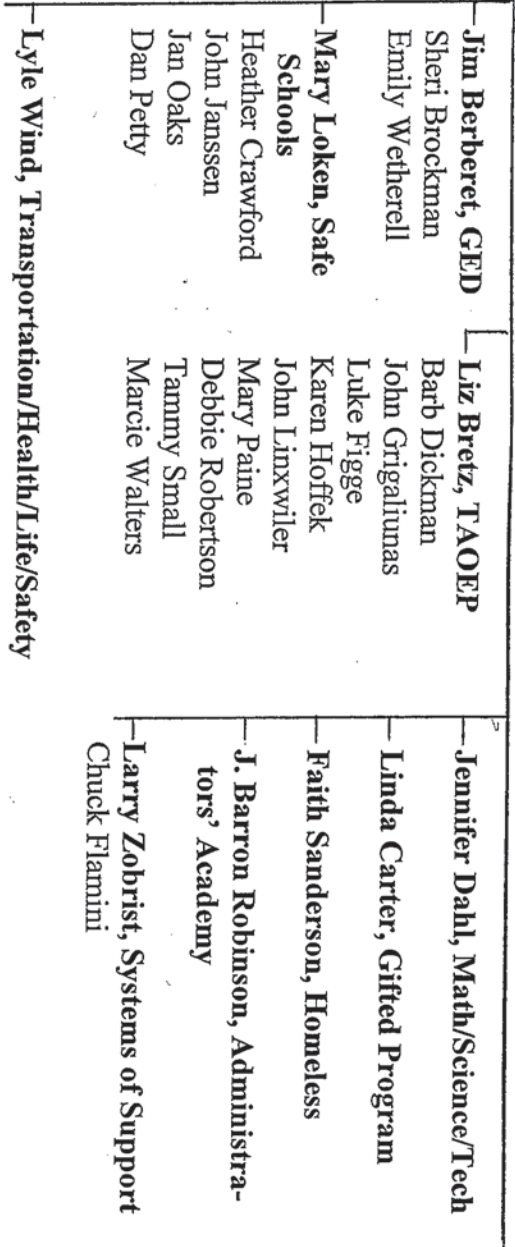 Jim Berberet, GED
Sheri Brockman
Emily Wetherell
Mary Loken, Safe
Schools
Heather Crawford
John Janssen
Jan Oaks
Dan Petty
Lyle Wind, Transportation/Health/Life/Safety
Liz Bretz, TAOEP
Barb Dickman
John Grigaliunas
Luke Figge
Karen Hoffek
John Linxwiler
Mary Paine
Debbie Robertson
Tammy Small
Marcie Walters
Jennifer Dahl, Math/Science/Tech
Linda Carter, Gifted Program
Faith Sanderson, Homeless
J. Barron Robinson, Administra-
tors' Academy
Larry Zobrist, Systems of Support
Chuck Flamini